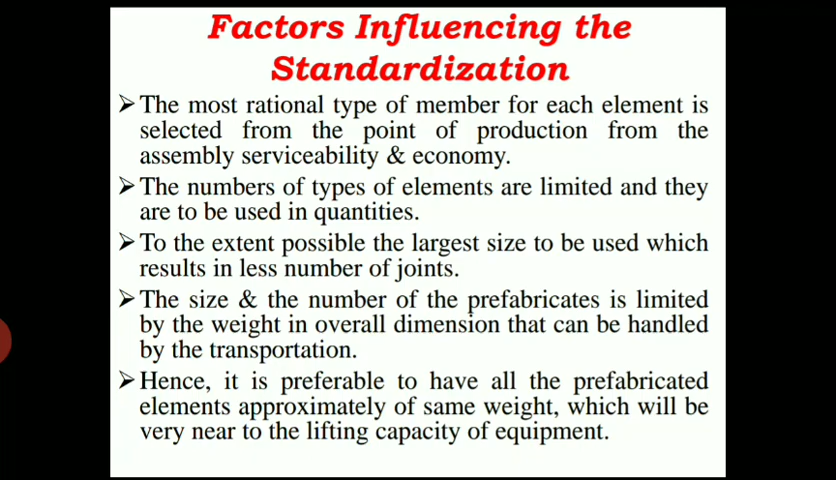 Factors Influencing the
Standardization
➢ The most rational type of member for each element is
selected from the point of production from the
assembly serviceability & economy.
➢ The numbers of types of elements are limited and they
are to be used in quantities.
➢ To the extent possible the largest size to be used which
results in less number of joints.
➢ The size & the number of the prefabricates is limited
by the weight in overall dimension that can be handled
by the transportation.
➢ Hence, it is preferable to have all the prefabricated
elements approximately of same weight, which will be
very near to the lifting capacity of equipment.